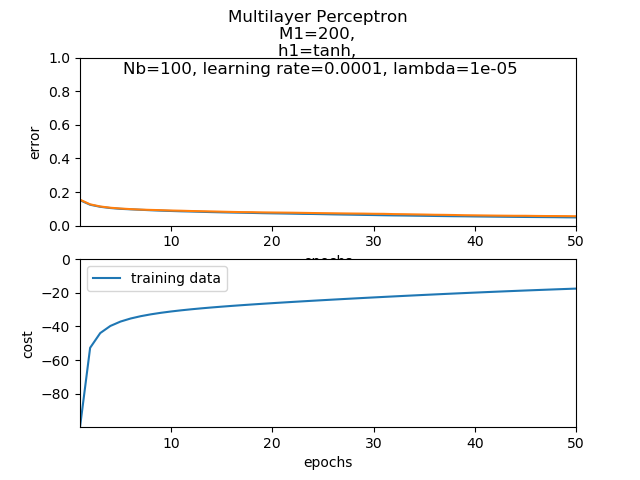 Multilayer Perceptron
M1=200,
h1=tanh,
Nb=100, learning rate=0.0001, lambda=1e-05
1.0
0.8
0.6
0.4
0.2
0.0
error
10
20
30
40
50
epochs
0
−20
−40
−60
−80
cost
training data
10
20
30
40
50
epochs